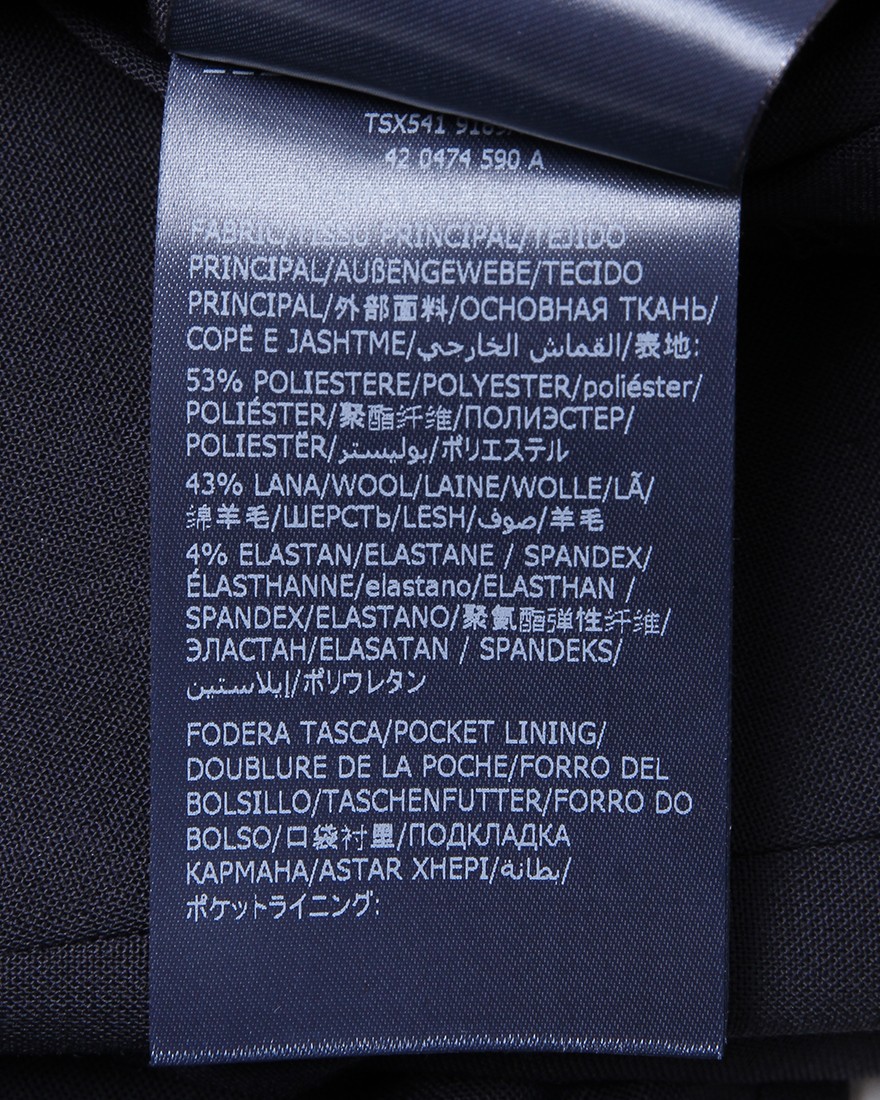 TSX541
42 0474 590 A
FABRIC/TISSU PRINCIPAL/TEJIDO
PRINCIPAL/AUßENGEWEBE/TECIDO
PRINCIPAL/外部面料/ОСНОВНАЯ ТКАНЬ/
COPË E JASHTME/القماش الخارجي/表地:
53% POLIESTERE/POLYESTER/poliéster/
POLIÉSTER/聚酯纤维/ПОЛИЭСТЕР/
POLIESTËR/بوليستر/ポリエステル
43% LANA/WOOL/LAINE/WOLLE/LÃ/
绵羊毛/ШЕРСТЬ/LESH/صوف/羊毛
4% ELASTAN/ELASTANE / SPANDEX/
ÉLASTHANNE/elastano/ELASTHAN /
SPANDEX/ELASTANO/聚氰酯弹性纤维/
ЭЛАСТАН/ELASATAN / SPANDEKS/
إيلاستين/ポリウレタン
FODERA TASCA/POCKET LINING/
DOUBLURE DE LA POCHE/FORRO DEL
BOLSILLO/TASCHENFUTTER/FORRO DO
BOLSO/口袋衬里/ПОДКЛАДКА
КАРМАНА/ASTAR XHEPI/بطانة/
ポケットライニング: